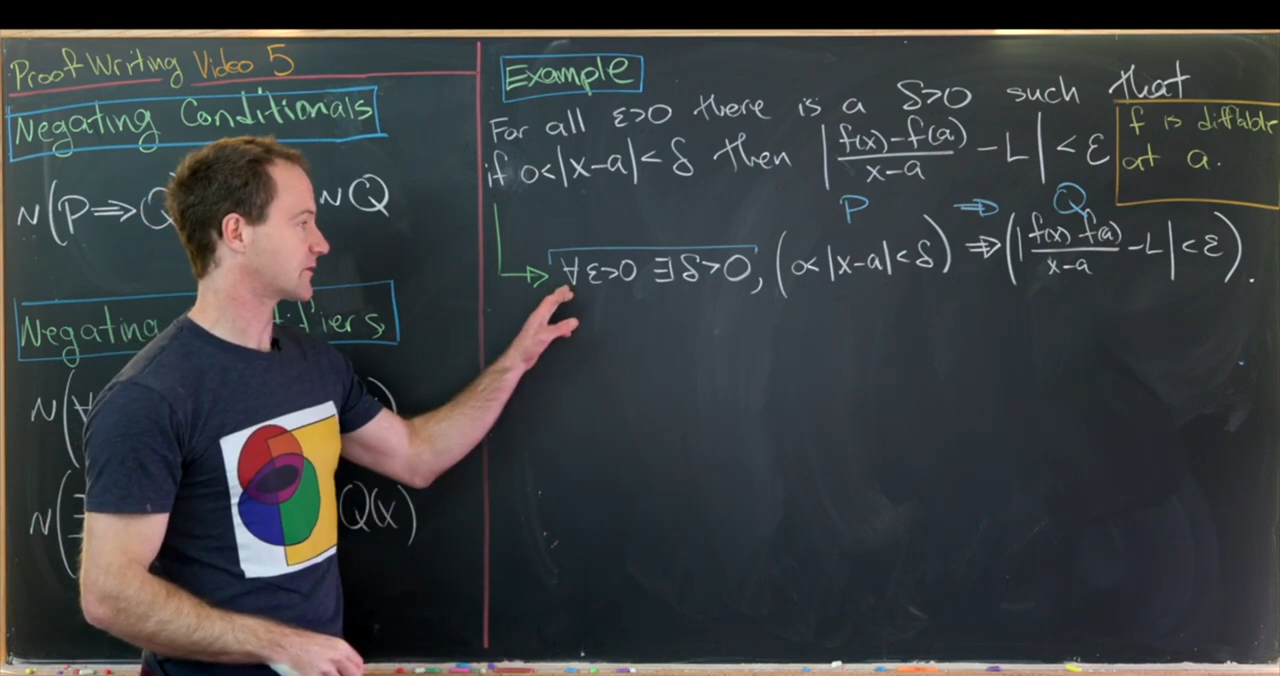 Proof Writing Video 5
Negating Conditionals
~(P⇒Q ~Q
Negating
~(∀ )
~(∃ Q(x)
Example
For all ε>0 there is a δ>0 such that
if 0<|x-a|<δ then |f(x)-f(a)/x-a - L| < ε
f is diffable
at a.
P ⇒ Q
∀ε>0 ∃δ>0, (0<|x-a|<δ) ⇒ (|f(x)-f(a)/x-a - L| < ε).